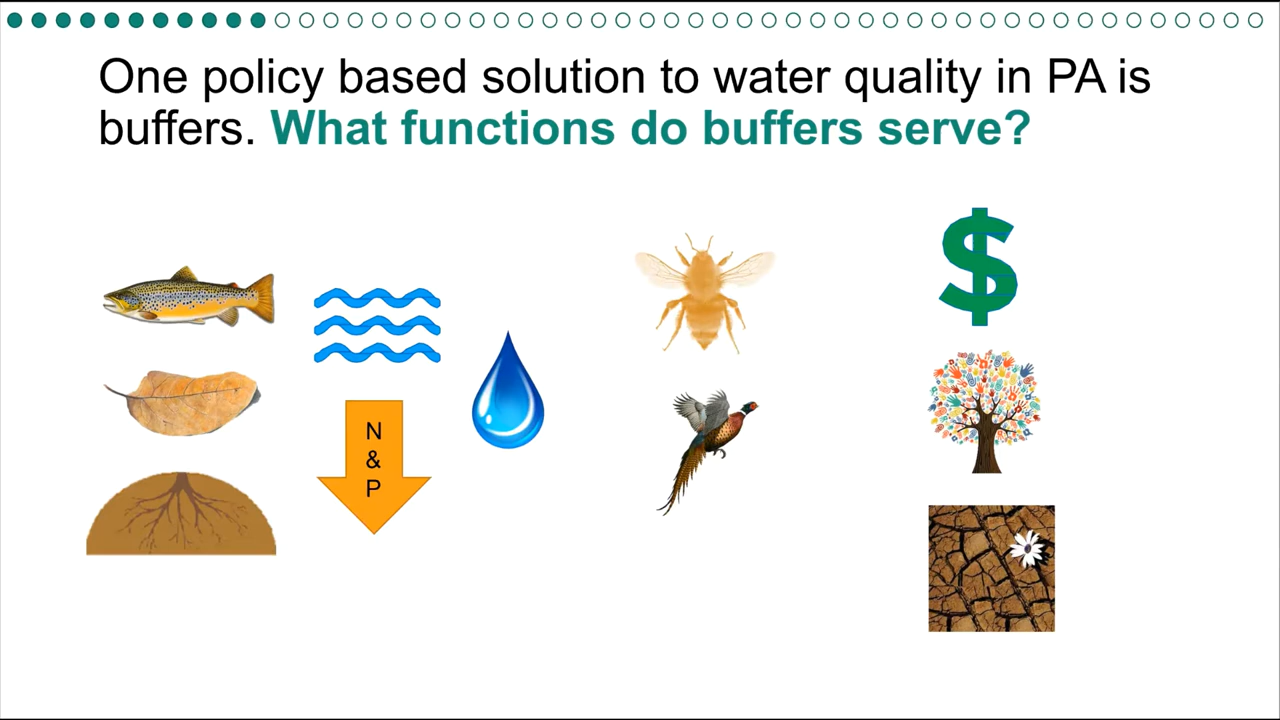 One policy based solution to water quality in PA is
buffers. What functions do buffers serve?
N
&
P
$